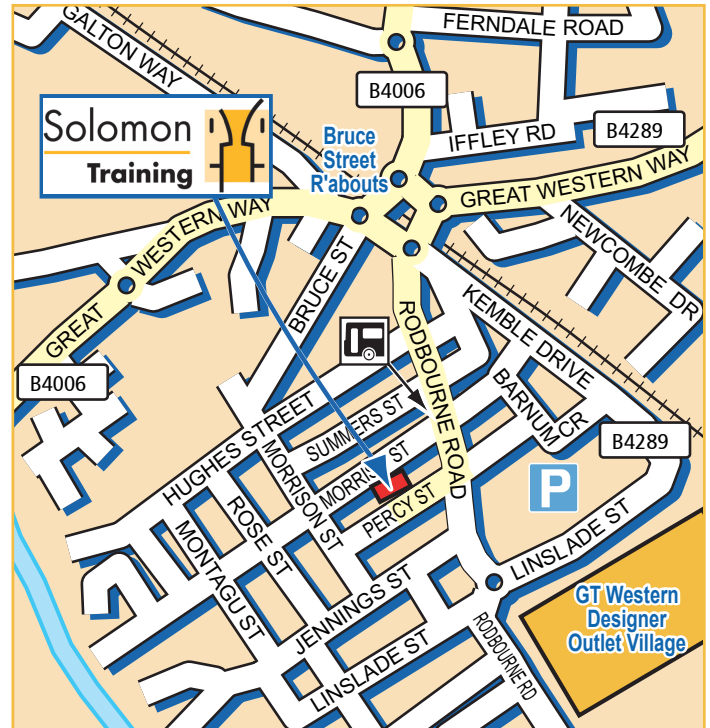 GALTON WAY
FERNDALE ROAD
B4006
Solomon
Training
Bruce
Street
R'abouts
IFFLEY RD
B4289
GREAT WESTERN WAY
GREAT WESTERN WAY
NEWCOMBE DR
BRUCE ST
RODBOURNE ROAD
KEMBLE DRIVE
B4006
BARNUM CR
HUGHES STREET
SUMMERS ST
MORRIS ST
MORRISON ST
B4289
PERCY ST
P
ROSE ST
MONTAGU ST
JENNINGS ST
LINSLADE ST
LINSLADE ST
RODBOURNE RD
GT Western
Designer
Outlet Village